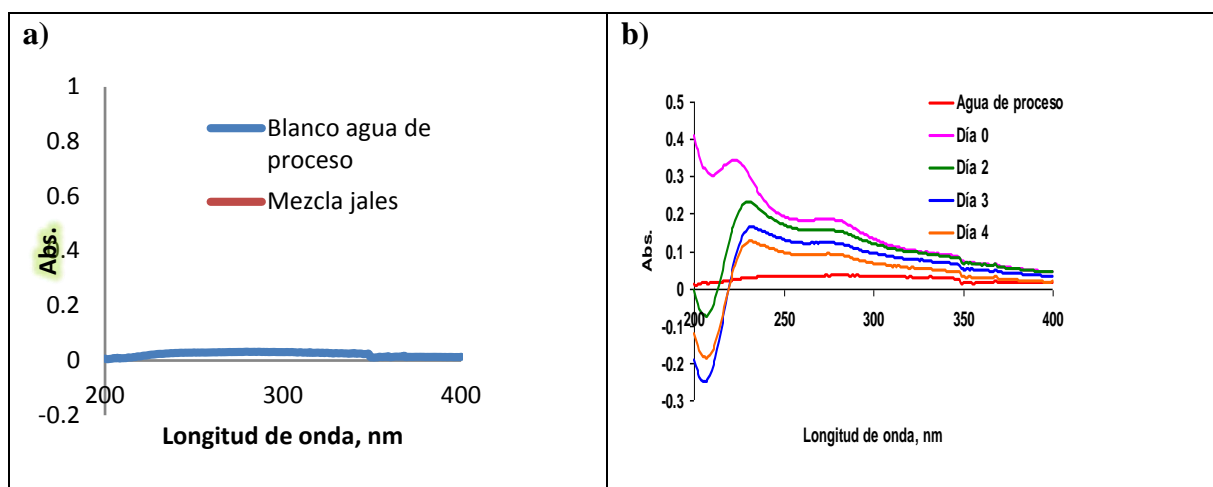 a)
1
0.8
0.6
0.4
0.2
0
-0.2
Abs.
Blanco agua de
proceso
Mezcla jales
200
300
400
Longitud de onda, nm
b)
0.5
0.4
0.3
0.2
0.1
0
-0.1
-0.2
-0.3
Abs.
Agua de proceso
Día 0
Día 2
Día 3
Día 4
200
250
300
350
400
Longitud de onda, nm